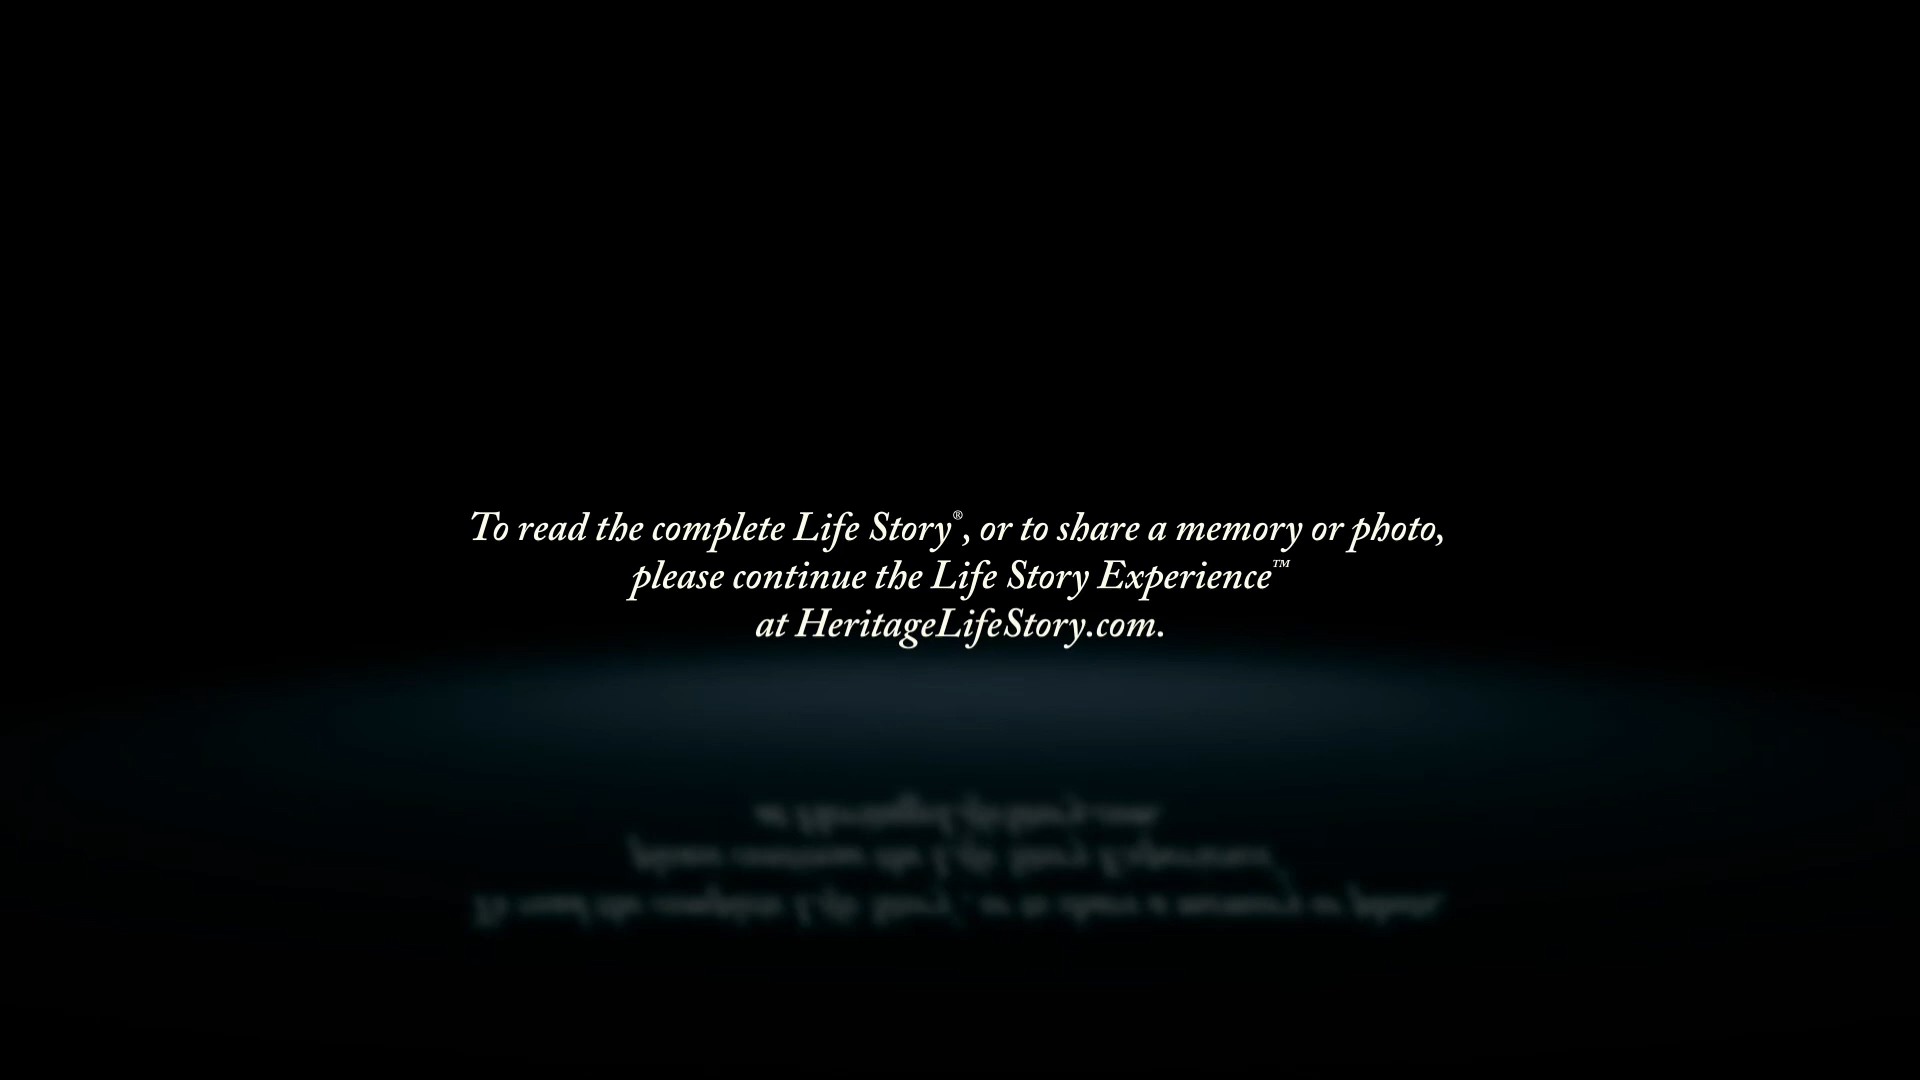 To read the complete Life Story®, or to share a memory or photo,
please continue the Life Story Experience™
at HeritageLifeStory.com.